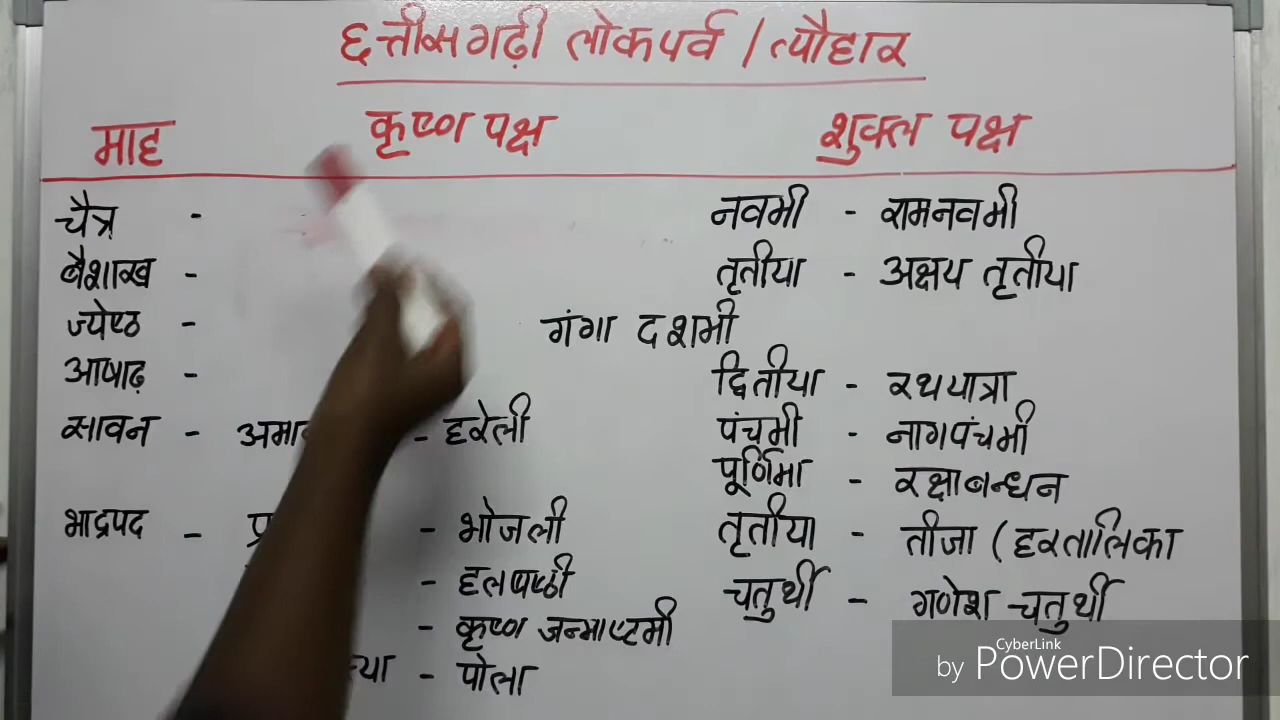 छत्तीसगढ़ी लोकपर्व / त्यौहार
माह कृष्ण पक्ष शुक्ल पक्ष
चैत्र - नवमी - रामनवमी
वैशाख - तृतीया - अक्षय तृतीया
ज्येष्ठ - गंगा दशमी
आषाढ़ - द्वितीया - रथयात्रा
सावन - - हरेली पंचमी - नागपंचमी
पूर्णिमा - रक्षाबन्धन
भाद्रपद - - भोजली तृतीया - तीजा (हरतालिका
- हलषष्ठी चतुर्थी - गणेश चतुर्थी
- कृष्ण जन्माष्टमी
- पोला
by CyberLink PowerDirector